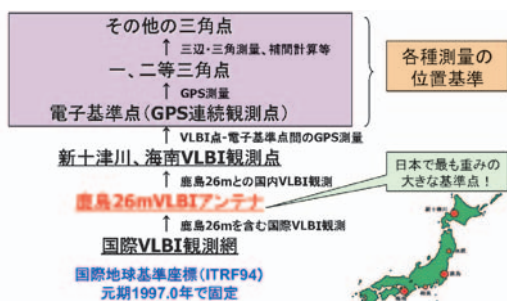 その他の三角点
↑ 三辺・三角測量、補間計算等
一、二等三角点
↑ GPS測量
電子基準点(GPS連続観測点)
↑ VLBI点-電子基準点間のGPS測量
新十津川、海南VLBI観測点
↑ 鹿島26mとの国内VLBI観測
鹿島26mVLBIアンテナ
↑ 鹿島26mを含む国際VLBI観測
国際VLBI観測網
国際地球基準座標(ITRF94)
元期1997.0年で固定
各種測量の
位置基準
日本で最も重みの
大きな基準点!
新十津川
鹿島